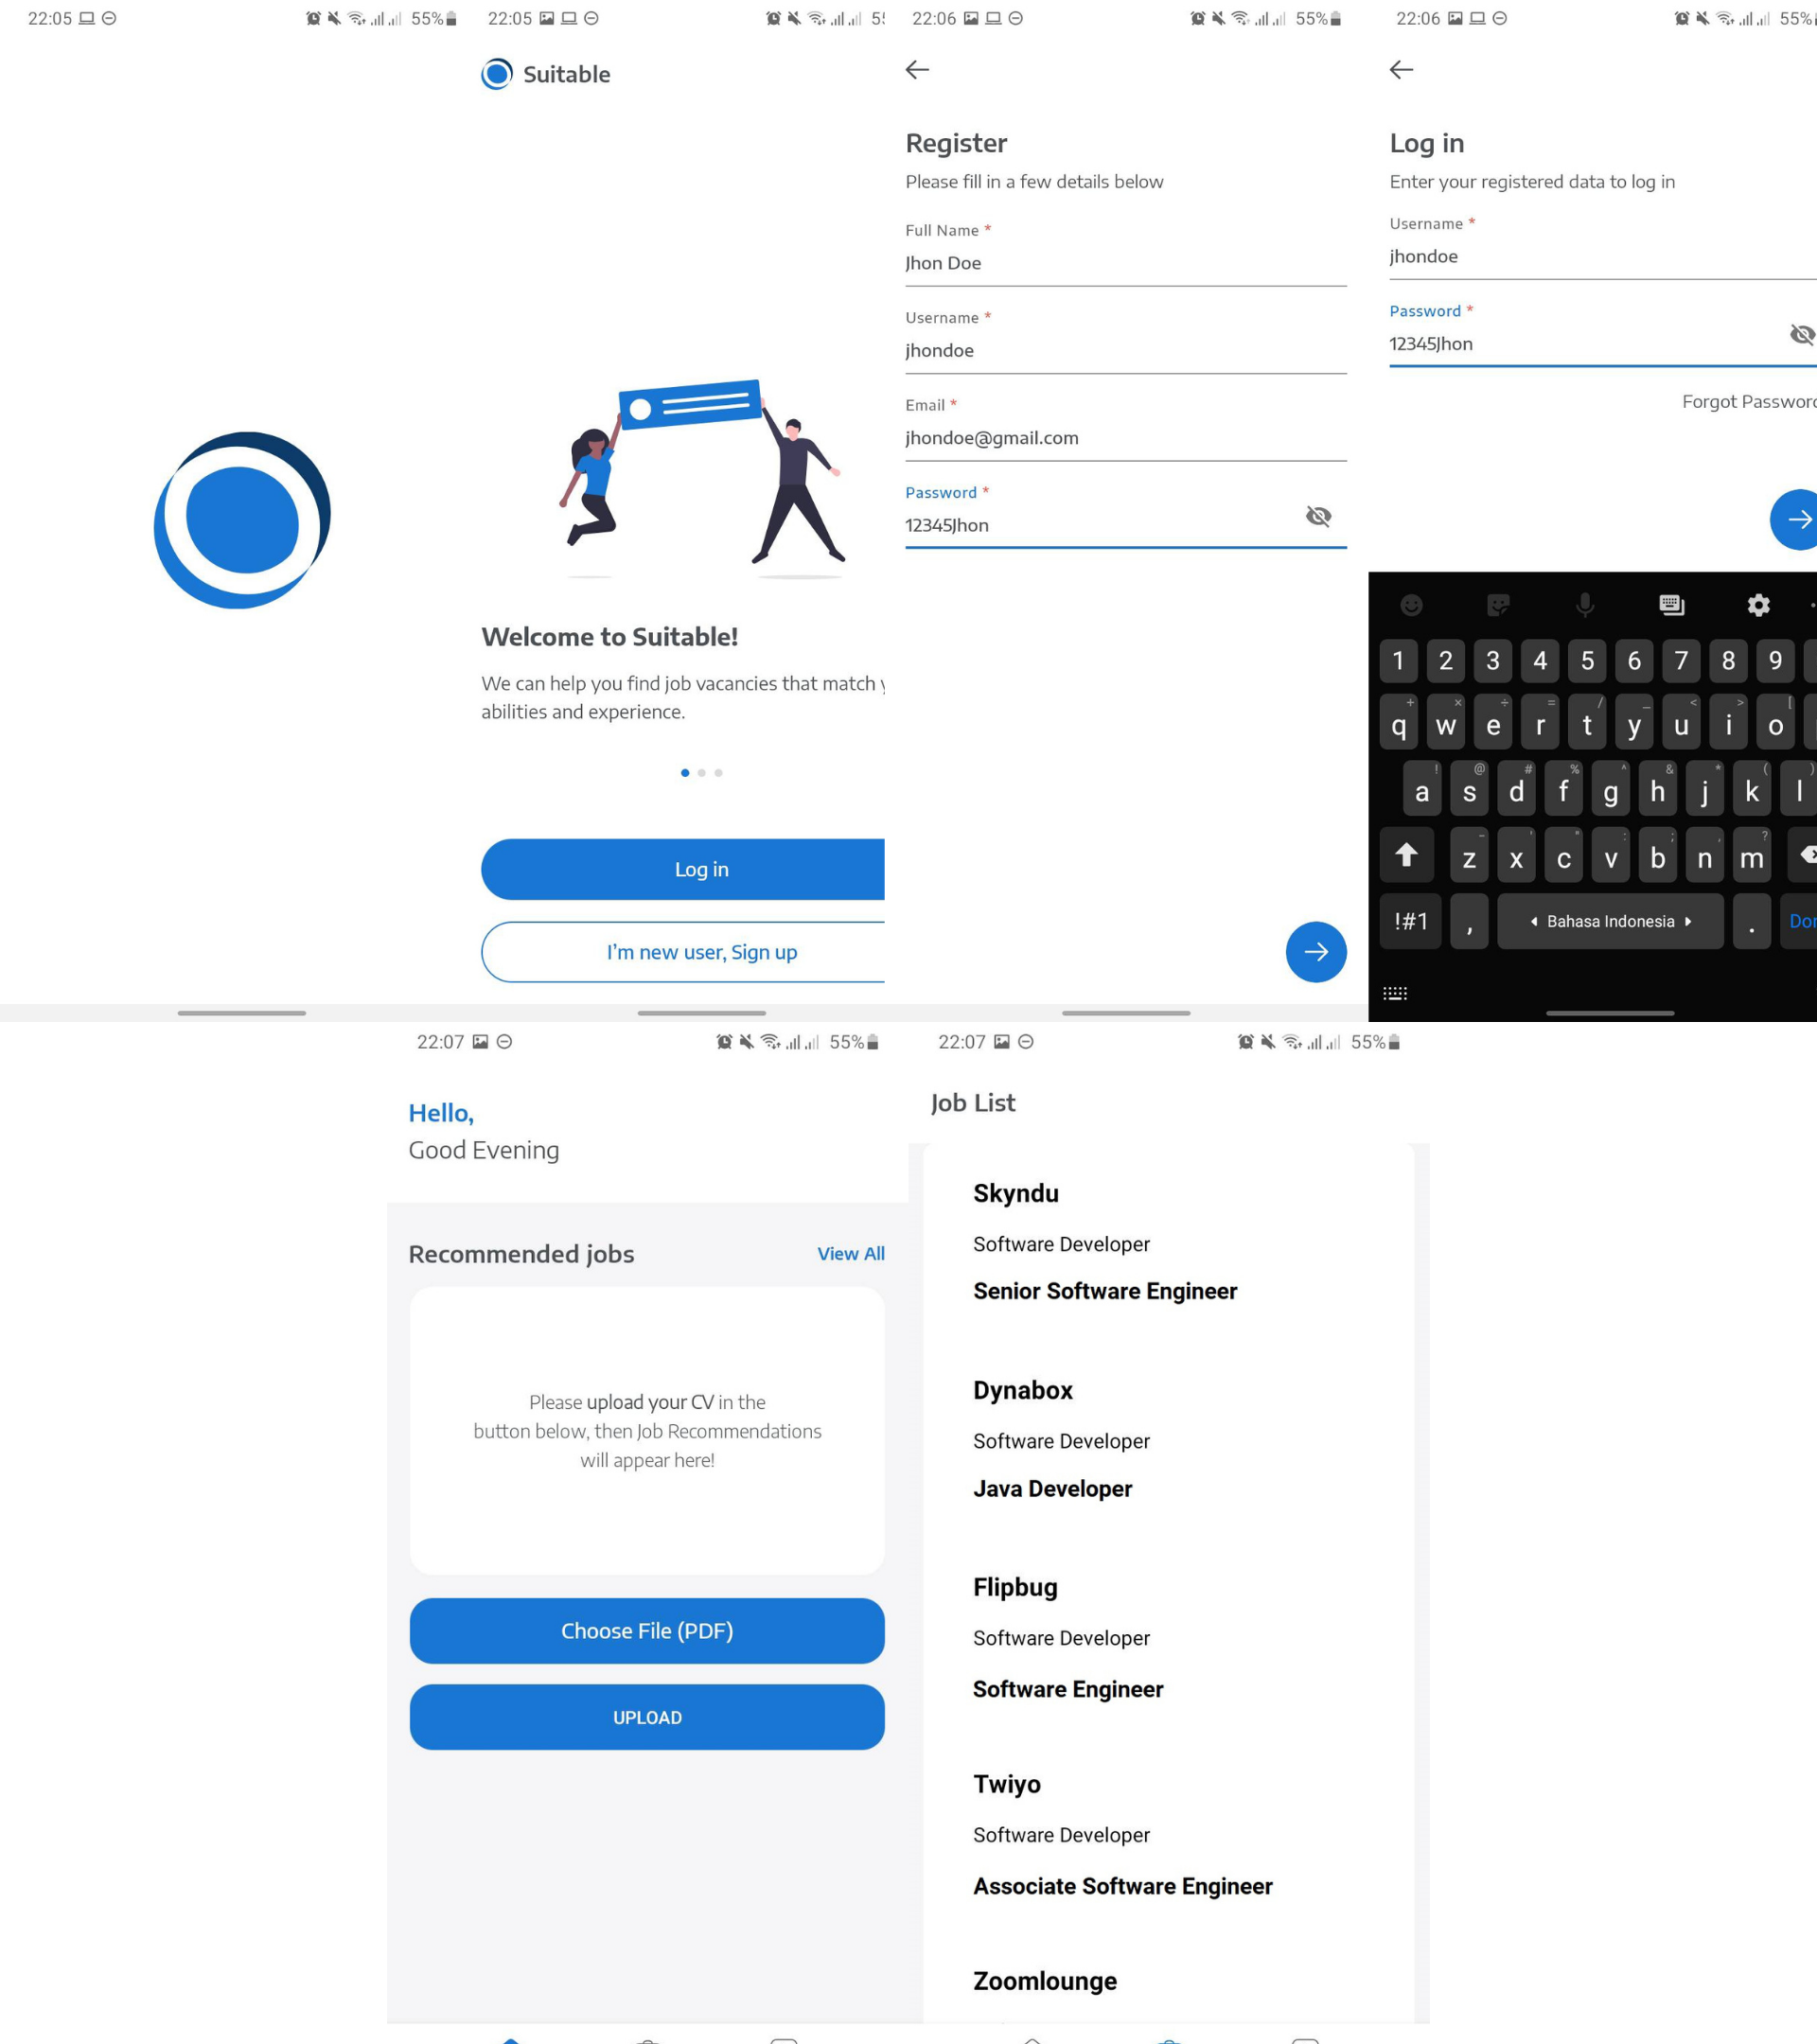 22:05
55%
22:05
22:06
55%
22:06
55%
Suitable
Welcome to Suitable!
We can help you find job vacancies that match
abilities and experience.
Log in
I'm new user, Sign up
Register
Please fill in a few details below
Full Name *
Jhon Doe
Username *
jhondoe
Email *
jhondoe@gmail.com
Password *
12345Jhon
Log in
Enter your registered data to log in
Username *
jhondoe
Password *
12345Jhon
Forgot Password
1 2 3 4 5 6 7 8 9
+ × ÷ = / _ < > [
q w e r t y u i o
! @ # % ^ & * ( )
a s d f g h j k l
- ' " : ; , ?
z x c v b n m
!#1 , Bahasa Indonesia .
22:07
55%
Hello,
Good Evening
Recommended jobs
View All
Please upload your CV in the
button below, then Job Recommendations
will appear here!
Choose File (PDF)
UPLOAD
22:07
55%
Job List
Skyndu
Software Developer
Senior Software Engineer
Dynabox
Software Developer
Java Developer
Flipbug
Software Developer
Software Engineer
Twiyo
Software Developer
Associate Software Engineer
Zoomlounge